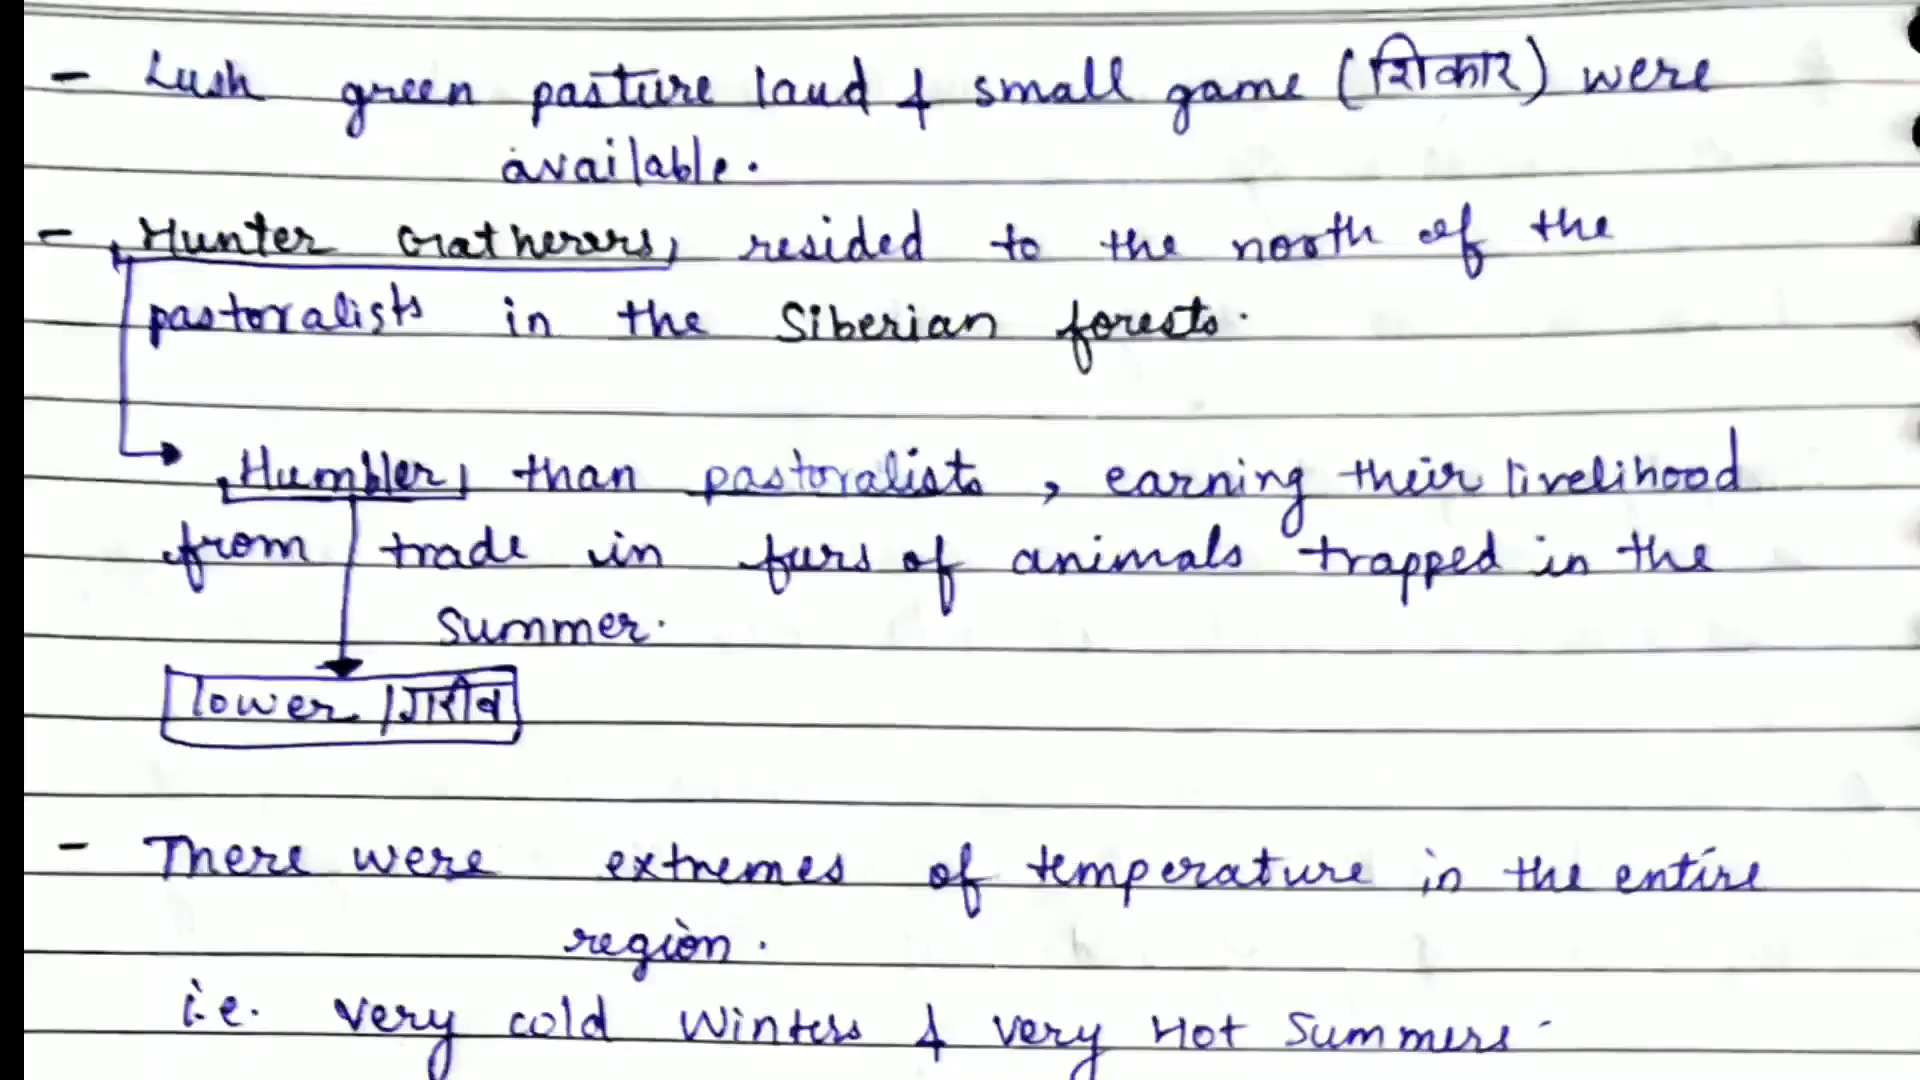 - Lush green pasture land & small game (शिकार) were
available.
- Hunter Gatherers, resided to the north of the
pastoralists in the Siberian forests.
Humbler than pastoralists, earning their livelihood
from trade in furs of animals trapped in the
summer.
lower / गरीब
- There were extremes of temperature in the entire
region.
i.e. very cold winters & very Hot Summers.